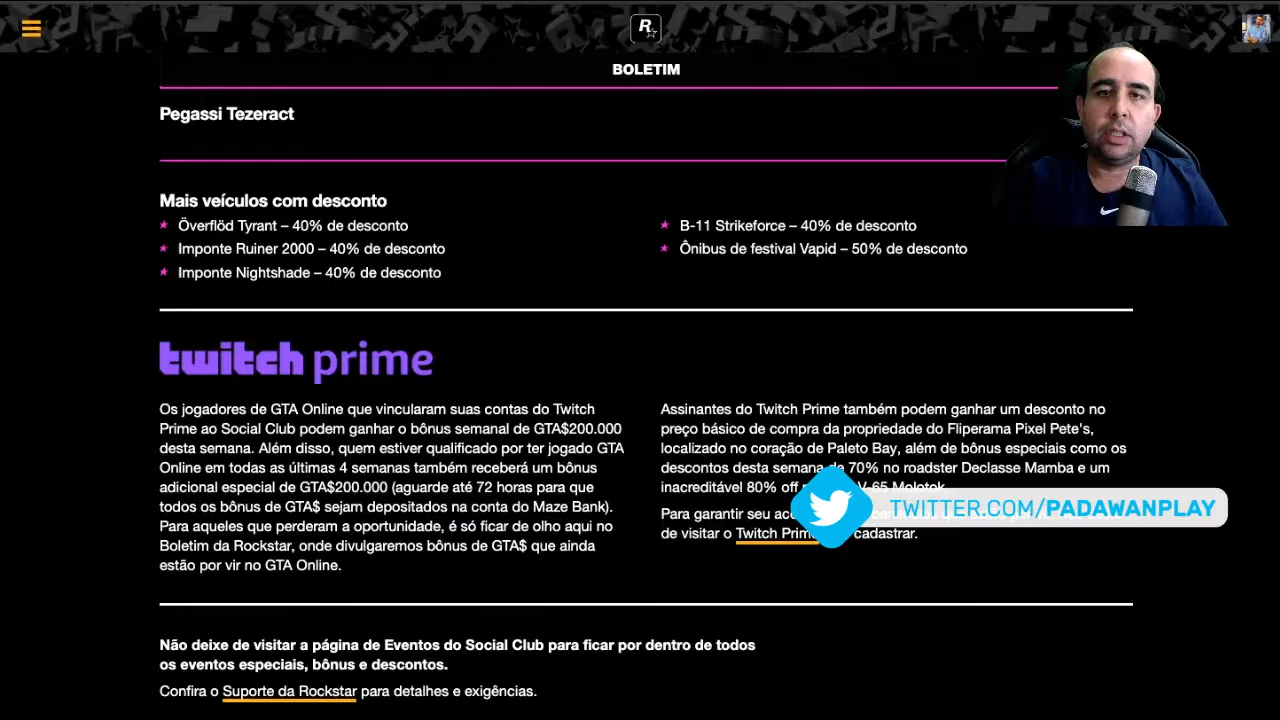 R
BOLETIM
Pegassi Tezeract
Mais veículos com desconto
Överflöd Tyrant – 40% de desconto
Imponte Ruiner 2000 – 40% de desconto
Imponte Nightshade – 40% de desconto
B-11 Strikeforce – 40% de desconto
Ônibus de festival Vapid – 50% de desconto
twitch prime
Os jogadores de GTA Online que vincularam suas contas do Twitch
Prime ao Social Club podem ganhar o bônus semanal de GTA$200.000
desta semana. Além disso, quem estiver qualificado por ter jogado GTA
Online em todas as últimas 4 semanas também receberá um bônus
adicional especial de GTA$200.000 (aguarde até 72 horas para que
todos os bônus de GTA$ sejam depositados na conta do Maze Bank).
Para aqueles que perderam a oportunidade, é só ficar de olho aqui no
Boletim da Rockstar, onde divulgaremos bônus de GTA$ que ainda
estão por vir no GTA Online.
Assinantes do Twitch Prime também podem ganhar um desconto no
preço básico de compra da propriedade do Fliperama Pixel Pete's,
localizado no coração de Paleto Bay, além de bônus especiais como os
descontos desta semana de 70% no roadster Declasse Mamba e um
inacreditável 80% off V-65 Molotok.
Para garantir seu
de visitar o Twitch Prime cadastrar.
TWITTER.COM/PADAWANPLAY
Não deixe de visitar a página de Eventos do Social Club para ficar por dentro de todos
os eventos especiais, bônus e descontos.
Confira o Suporte da Rockstar para detalhes e exigências.